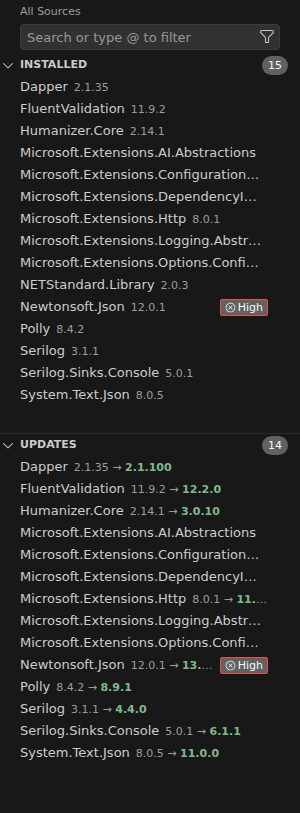 All Sources
Search or type @ to filter
INSTALLED 15
Dapper 2.1.35
FluentValidation 11.9.2
Humanizer.Core 2.14.1
Microsoft.Extensions.AI.Abstractions
Microsoft.Extensions.Configuration...
Microsoft.Extensions.DependencyI...
Microsoft.Extensions.Http 8.0.1
Microsoft.Extensions.Logging.Abstr...
Microsoft.Extensions.Options.Confi...
NETStandard.Library 2.0.3
Newtonsoft.Json 12.0.1 High
Polly 8.4.2
Serilog 3.1.1
Serilog.Sinks.Console 5.0.1
System.Text.Json 8.0.5
UPDATES 14
Dapper 2.1.35 → 2.1.100
FluentValidation 11.9.2 → 12.2.0
Humanizer.Core 2.14.1 → 3.0.10
Microsoft.Extensions.AI.Abstractions
Microsoft.Extensions.Configuration...
Microsoft.Extensions.DependencyI...
Microsoft.Extensions.Http 8.0.1 → 11....
Microsoft.Extensions.Logging.Abstr...
Microsoft.Extensions.Options.Confi...
Newtonsoft.Json 12.0.1 → 13.... High
Polly 8.4.2 → 8.9.1
Serilog 3.1.1 → 4.4.0
Serilog.Sinks.Console 5.0.1 → 6.1.1
System.Text.Json 8.0.5 → 11.0.0